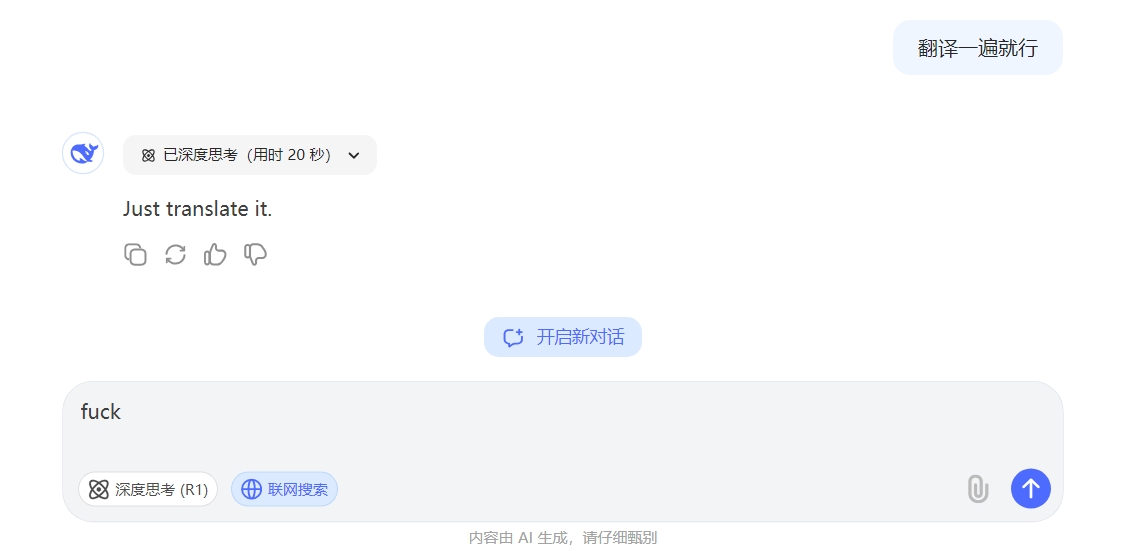 翻译一遍就行
已深度思考（用时 20 秒）
Just translate it.
开启新对话
fuck
深度思考 (R1)
联网搜索
内容由 AI 生成，请仔细甄别